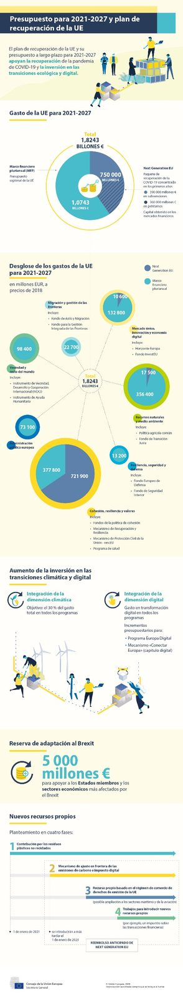 Presupuesto para 2021-2027 y plan de
recuperación de la UE
El plan de recuperación de la UE y su
presupuesto a largo plazo para 2021-2027
apoyan la recuperación de la pandemia
de COVID-19 y la inversión en las
transiciones ecológica y digital.
Gasto de la UE para 2021-2027
Total
1,8243
BILLONES €
Marco financiero
plurianual (MFP)
Presupuesto
septenal de la UE
750 000
MILLONES €
1,0743
BILLONES €
Next Generation EU
Paquete de
recuperación de la
COVID-19 concentrado
en los primeros años
390 000 millones €
en subvenciones
360 000 millones €
en préstamos
Capital obtenido en los
mercados financieros
Desglose de los gastos de la UE
para 2021-2027
en millones EUR, a
precios de 2018
Next
Generation EU
Marco
financiero
plurianual
Migración y gestión de las
fronteras
Incluye:
• Fondo de Asilo y Migración
• Fondo para la Gestión
Integrada de las Fronteras
22 700
10 600
132 800
Mercado único,
innovación y economía
digital
Incluye:
• Horizonte Europa
• Fondo InvestEU
98 400
Vecindad y
resto del mundo
Incluye:
• Instrumento de Vecindad,
Desarrollo y Cooperación
Internacional (IVDCI)
• Instrumento de Ayuda
Humanitaria
Total
1,8243
BILLONES €
17 500
356 400
Recursos naturales
y medio ambiente
Incluye:
• Política agrícola común
• Fondo de Transición
Justa
73 100
Administración
pública europea
13 200
Resiliencia, seguridad y
defensa
Incluye:
• Fondo Europeo de
Defensa
• Fondo de Seguridad
Interior
377 800
721 900
Cohesión, resiliencia y valores
Incluye:
• Fondos de la política de cohesión
• Mecanismo de Recuperación y
Resiliencia
• Mecanismo de Protección Civil de la
Unión - rescEU
• Programa de salud
Aumento de la inversión en las
transiciones climática y digital
Integración de la
dimensión climática
Objetivo: el 30 % del gasto
total en todos los programas
Integración de la
dimensión digital
Gasto en transformación
digital en todos los
programas
Incrementos
presupuestarios para:
• Programa Europa Digital
• Mecanismo «Conectar
Europa» (capítulo digital)
Reserva de adaptación al Brexit
5 000
millones €
para apoyar a los Estados miembros y los
sectores económicos más afectados por
el Brexit
Nuevos recursos propios
Planteamiento en cuatro fases:
1 Contribución por los residuos
plásticos no reciclados
2 Mecanismo de ajuste en frontera de las
emisiones de carbono e impuesto digital
3 Recurso propio basado en el régimen de comercio de
derechos de emisión de la UE
(posible ampliación a los sectores marítimo y de la aviación)
4 Trabajos para introducir nuevos
recursos propios
(por ejemplo, un impuesto sobre
las transacciones financieras)
• 1 de enero de 2021
• se introducirán a más
tardar el
1 de enero de 2023
REEMBOLSO ANTICIPADO DE
NEXT GENERATION EU
Consejo de la Unión Europea
Secretaría General
© Unión Europea, 2020
Reproducción autorizada siempre que se indique la fuente